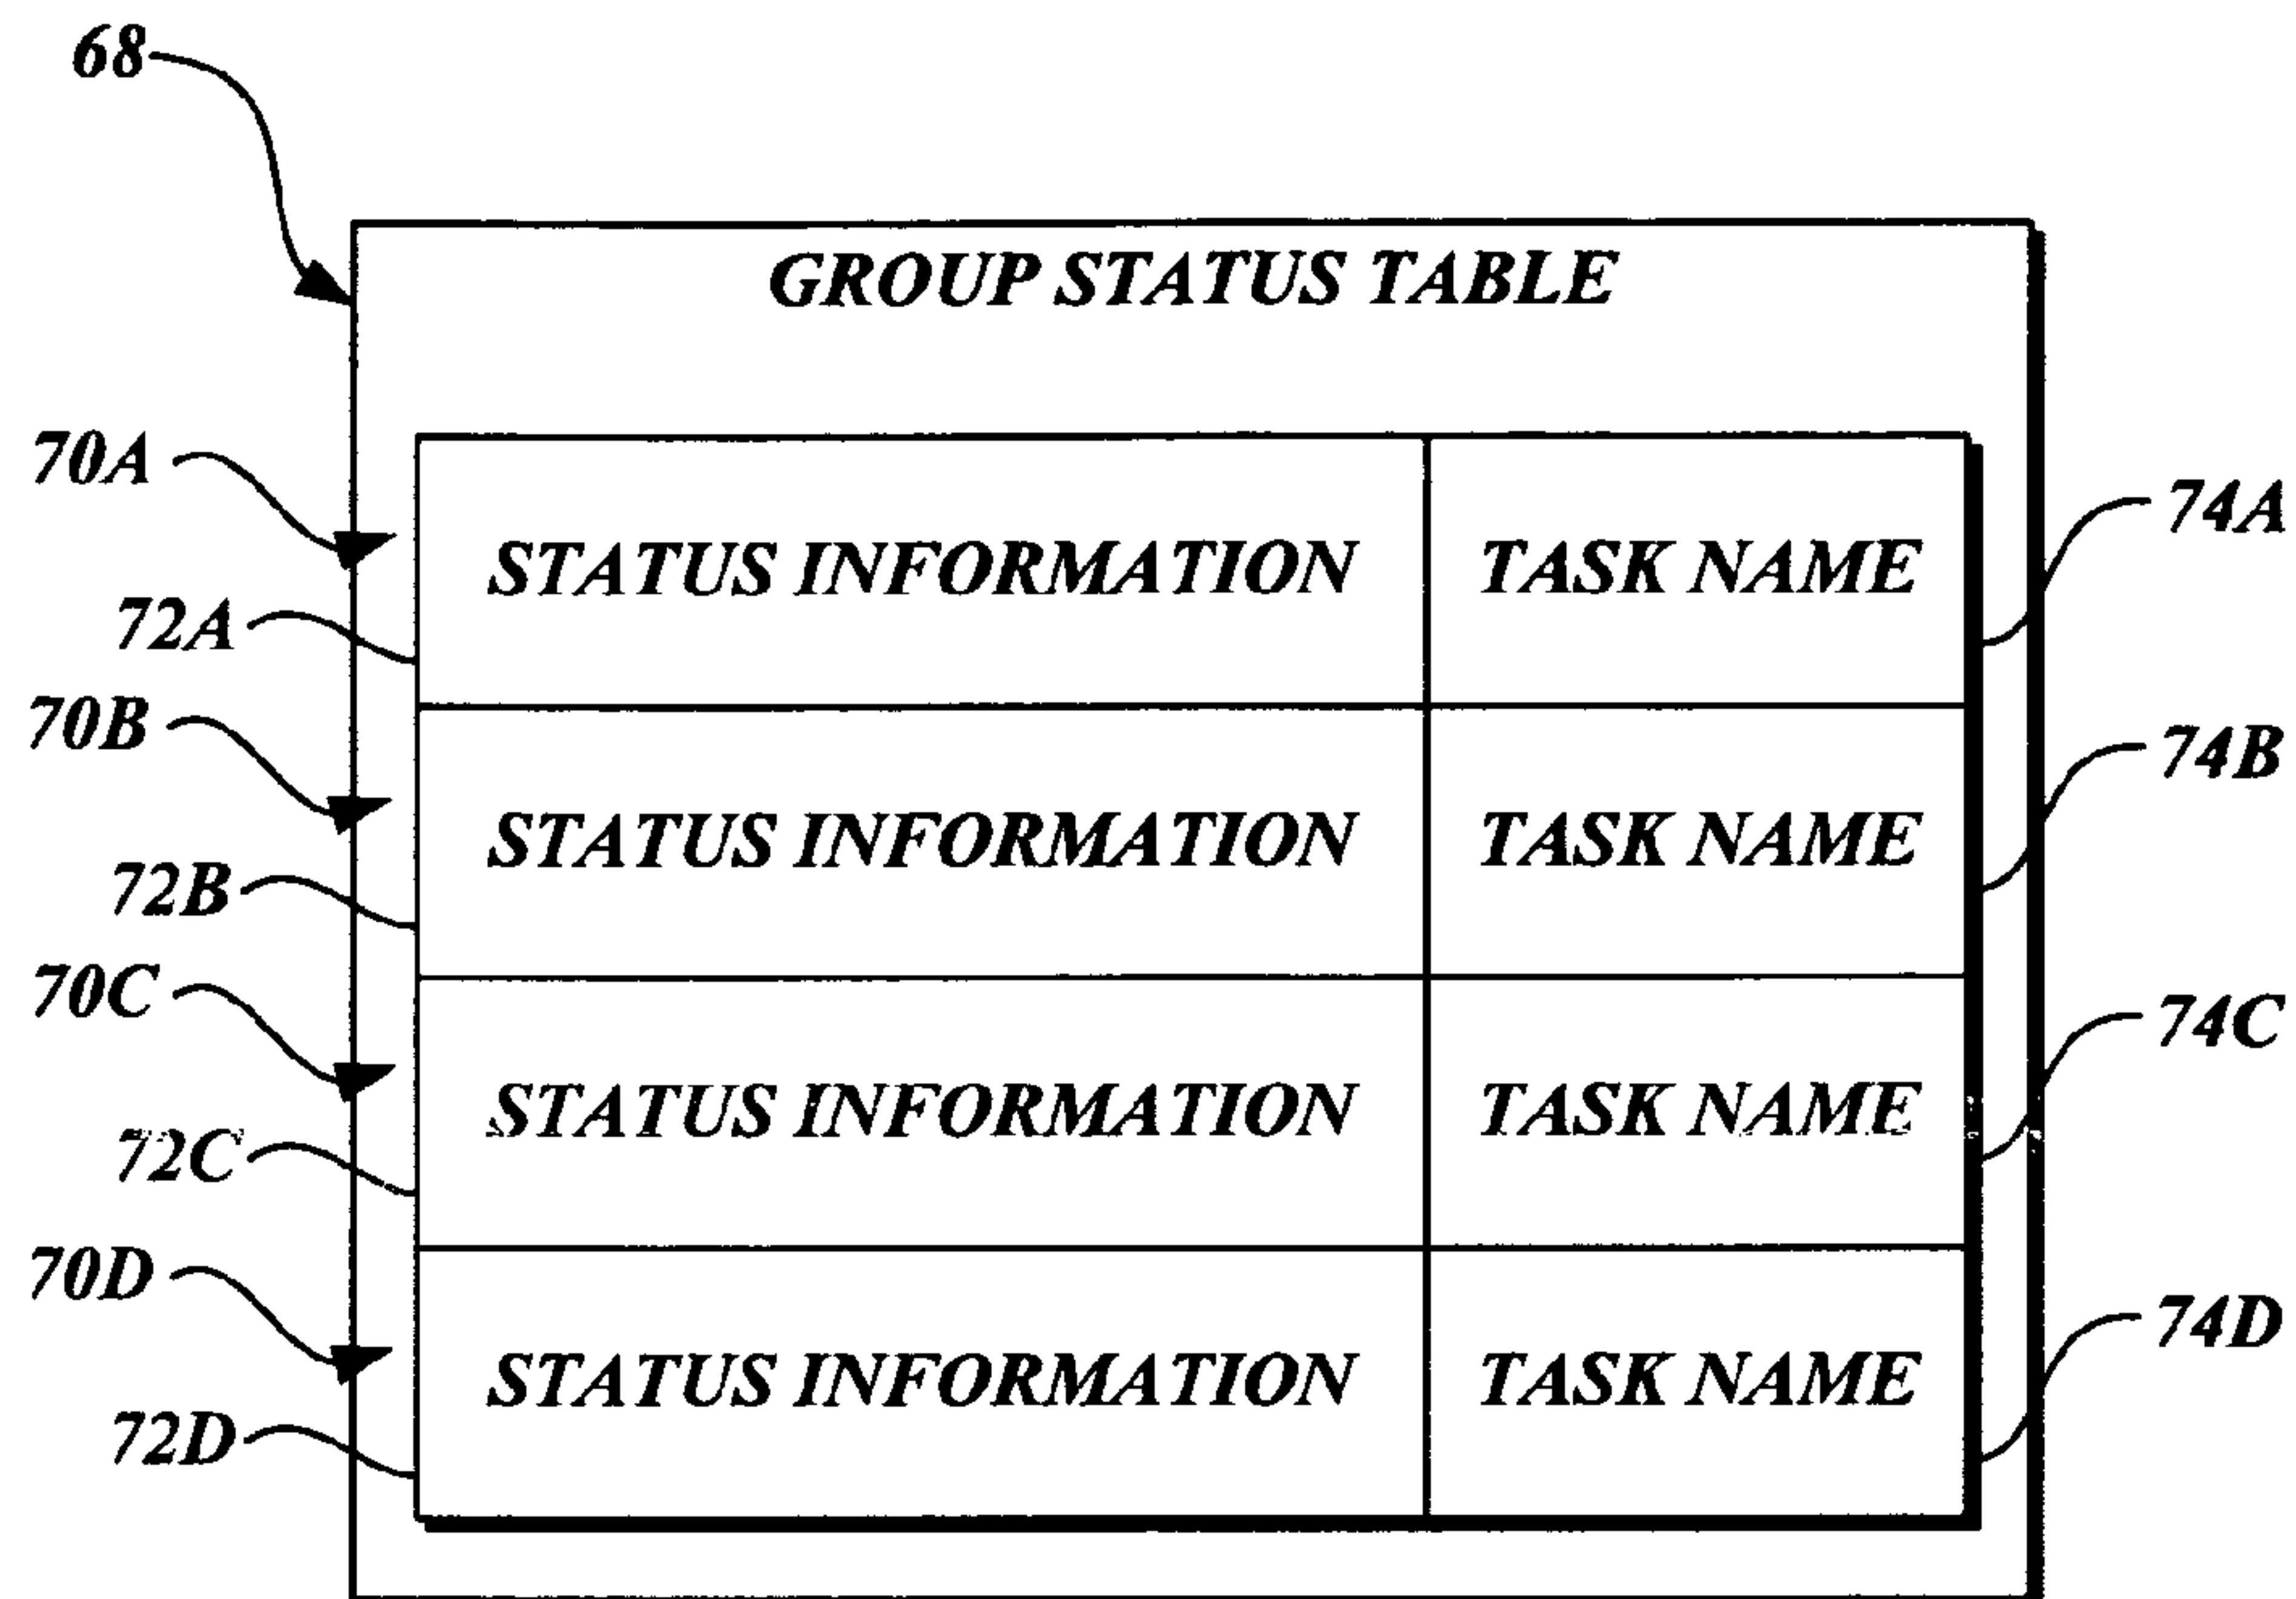 68
GROUP STATUS TABLE
70A
STATUS INFORMATION TASK NAME
74A
72A
70B
STATUS INFORMATION TASK NAME
74B
72B
70C
STATUS INFORMATION TASK NAME
74C
72C
70D
STATUS INFORMATION TASK NAME
74D
72D